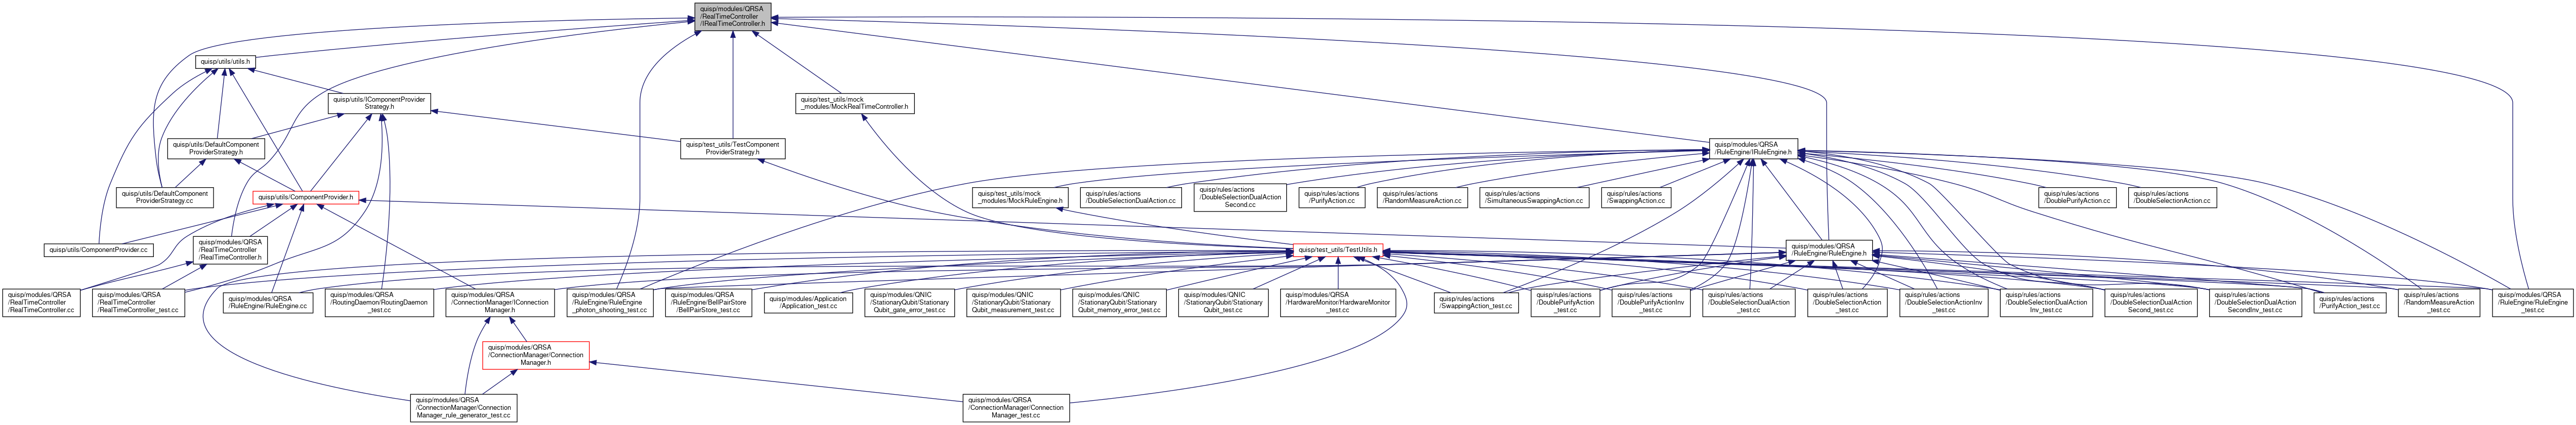 quisp/modules/QRSA
/RealTimeController
/IRealTimeController.h
quisp/utils/utils.h
quisp/utils/IComponentProvider
Strategy.h
quisp/test_utils/mock
_modules/MockRealTimeController.h
quisp/utils/DefaultComponent
ProviderStrategy.h
quisp/test_utils/TestComponent
ProviderStrategy.h
quisp/modules/QRSA
/RuleEngine/IRuleEngine.h
quisp/utils/DefaultComponent
ProviderStrategy.cc
quisp/utils/ComponentProvider.h
quisp/test_utils/mock
_modules/MockRuleEngine.h
quisp/rules/actions
/DoubleSelectionDualAction.cc
quisp/rules/actions
/DoubleSelectionDualAction
Second.cc
quisp/rules/actions
/PurifyAction.cc
quisp/rules/actions
/RandomMeasureAction.cc
quisp/rules/actions
/SimultaneousSwappingAction.cc
quisp/rules/actions
/SwappingAction.cc
quisp/rules/actions
/DoublePurifyAction.cc
quisp/rules/actions
/DoubleSelectionAction.cc
quisp/utils/ComponentProvider.cc
quisp/modules/QRSA
/RealTimeController
/RealTimeController.h
quisp/test_utils/TestUtils.h
quisp/modules/QRSA
/RuleEngine/RuleEngine.h
quisp/modules/QRSA
/RealTimeController
/RealTimeController.cc
quisp/modules/QRSA
/RealTimeController
/RealTimeController_test.cc
quisp/modules/QRSA
/RuleEngine/RuleEngine.cc
quisp/modules/QRSA
/RoutingDaemon/RoutingDaemon
_test.cc
quisp/modules/QRSA
/ConnectionManager/IConnection
Manager.h
quisp/modules/QRSA
/RuleEngine/RuleEngine
_photon_shooting_test.cc
quisp/modules/QRSA
/RuleEngine/BellPairStore
/BellPairStore_test.cc
quisp/modules/Application
/Application_test.cc
quisp/modules/QNIC
/StationaryQubit/Stationary
Qubit_gate_error_test.cc
quisp/modules/QNIC
/StationaryQubit/Stationary
Qubit_measurement_test.cc
quisp/modules/QNIC
/StationaryQubit/Stationary
Qubit_memory_error_test.cc
quisp/modules/QNIC
/StationaryQubit/Stationary
Qubit_test.cc
quisp/modules/QRSA
/HardwareMonitor/HardwareMonitor
_test.cc
quisp/rules/actions
/SwappingAction_test.cc
quisp/rules/actions
/DoublePurifyAction
_test.cc
quisp/rules/actions
/DoublePurifyActionInv
_test.cc
quisp/rules/actions
/DoubleSelectionDualAction
_test.cc
quisp/rules/actions
/DoubleSelectionAction
_test.cc
quisp/rules/actions
/DoubleSelectionActionInv
_test.cc
quisp/rules/actions
/DoubleSelectionDualAction
Inv_test.cc
quisp/rules/actions
/DoubleSelectionDualAction
Second_test.cc
quisp/rules/actions
/DoubleSelectionDualAction
SecondInv_test.cc
quisp/rules/actions
/PurifyAction_test.cc
quisp/rules/actions
/RandomMeasureAction
_test.cc
quisp/modules/QRSA
/RuleEngine/RuleEngine
_test.cc
quisp/modules/QRSA
/ConnectionManager/Connection
Manager.h
quisp/modules/QRSA
/ConnectionManager/Connection
Manager_rule_generator_test.cc
quisp/modules/QRSA
/ConnectionManager/Connection
Manager_test.cc